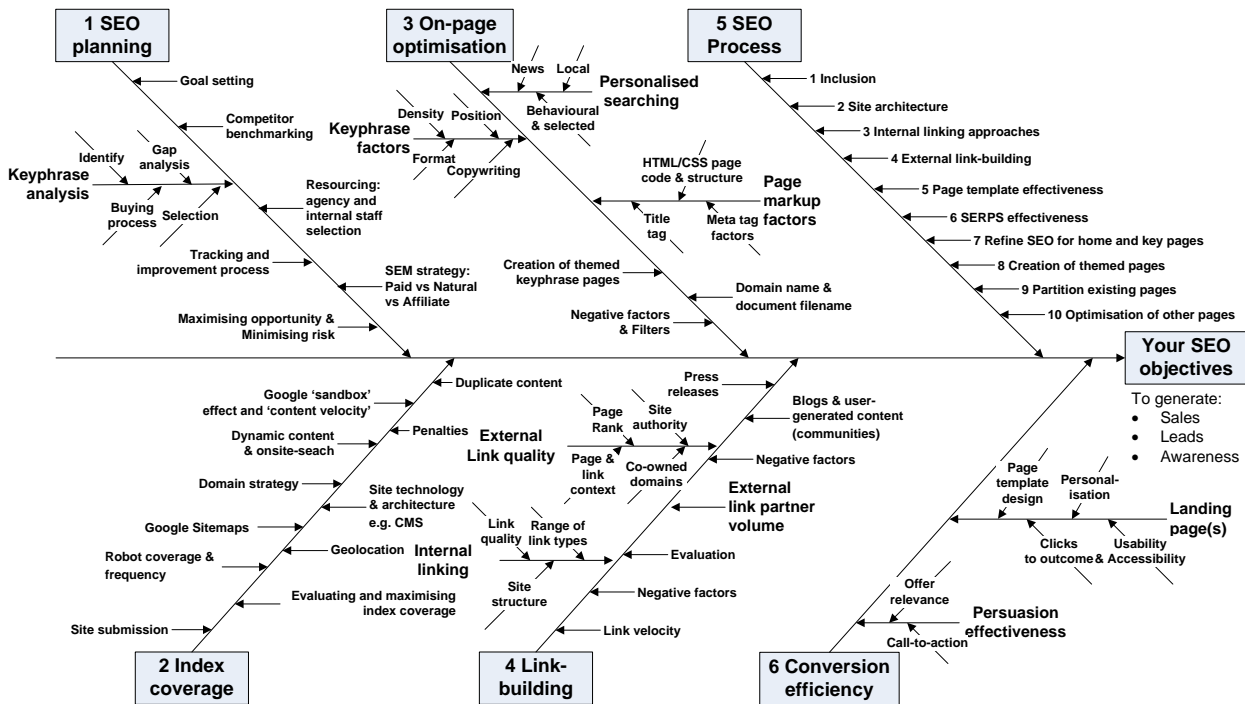 1 SEO
planning
3 On-page
optimisation
5 SEO
Process
Goal setting
Competitor
benchmarking
Keyphrase
analysis
Identify
Gap
analysis
Buying
process
Selection
Resourcing:
agency and
internal staff
selection
Tracking and
improvement process
SEM strategy:
Paid vs Natural
vs Affiliate
Maximising opportunity &
Minimising risk
News
Local
Personalised
searching
Behavioural
& selected
Keyphrase
factors
Density
Position
Format
Copywriting
HTML/CSS page
code & structure
Page
markup
factors
Title
tag
Meta tag
factors
Creation of themed
keyphrase pages
Domain name &
document filename
Negative factors
& Filters
1 Inclusion
2 Site architecture
3 Internal linking approaches
4 External link-building
5 Page template effectiveness
6 SERPS effectiveness
7 Refine SEO for home and key pages
8 Creation of themed pages
9 Partition existing pages
10 Optimisation of other pages
Your SEO
objectives
To generate:
• Sales
• Leads
• Awareness
Duplicate content
Google ‘sandbox’
effect and ‘content velocity’
Penalties
Dynamic content
& onsite-seach
Domain strategy
Site technology
& architecture
e.g. CMS
Google Sitemaps
Geolocation
Robot coverage &
frequency
Evaluating and maximising
index coverage
Site submission
2 Index
coverage
Press
releases
Blogs & user-
generated content
(communities)
External
Link quality
Page
Rank
Site
authority
Page &
link
context
Co-owned
domains
Negative factors
External
link partner
volume
Internal
linking
Link
quality
Range of
link types
Site
structure
Evaluation
Negative factors
Link velocity
4 Link-
building
Page
template
design
Personal-
isation
Landing
page(s)
Clicks
to outcome
Usability
& Accessibility
Offer
relevance
Persuasion
effectiveness
Call-to-action
6 Conversion
efficiency